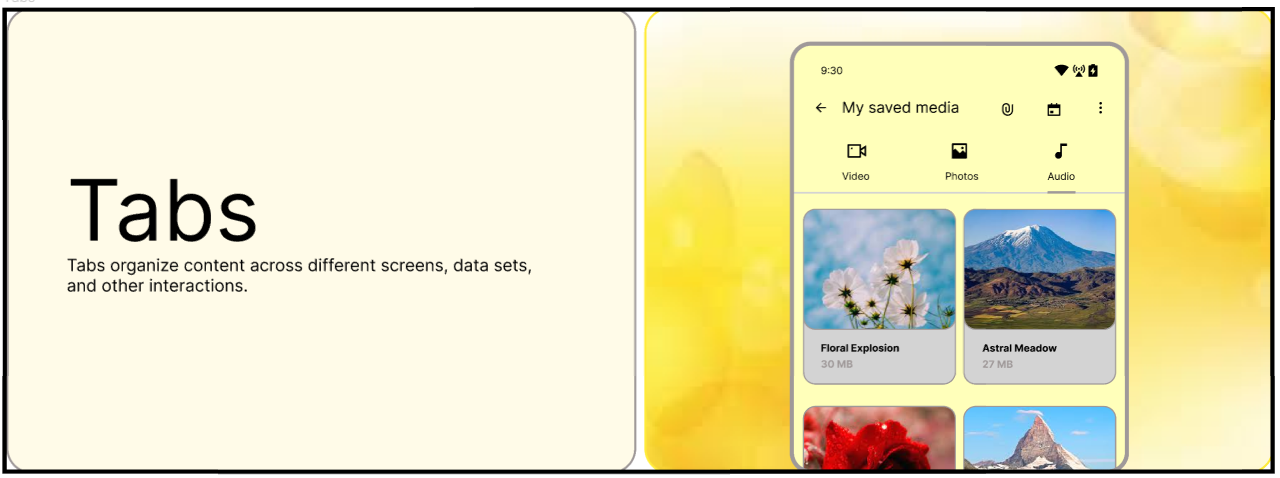 Tabs
Tabs
Tabs organize content across different screens, data sets,
and other interactions.
9:30
My saved media
Video
Photos
Audio
Floral Explosion
30 MB
Astral Meadow
27 MB